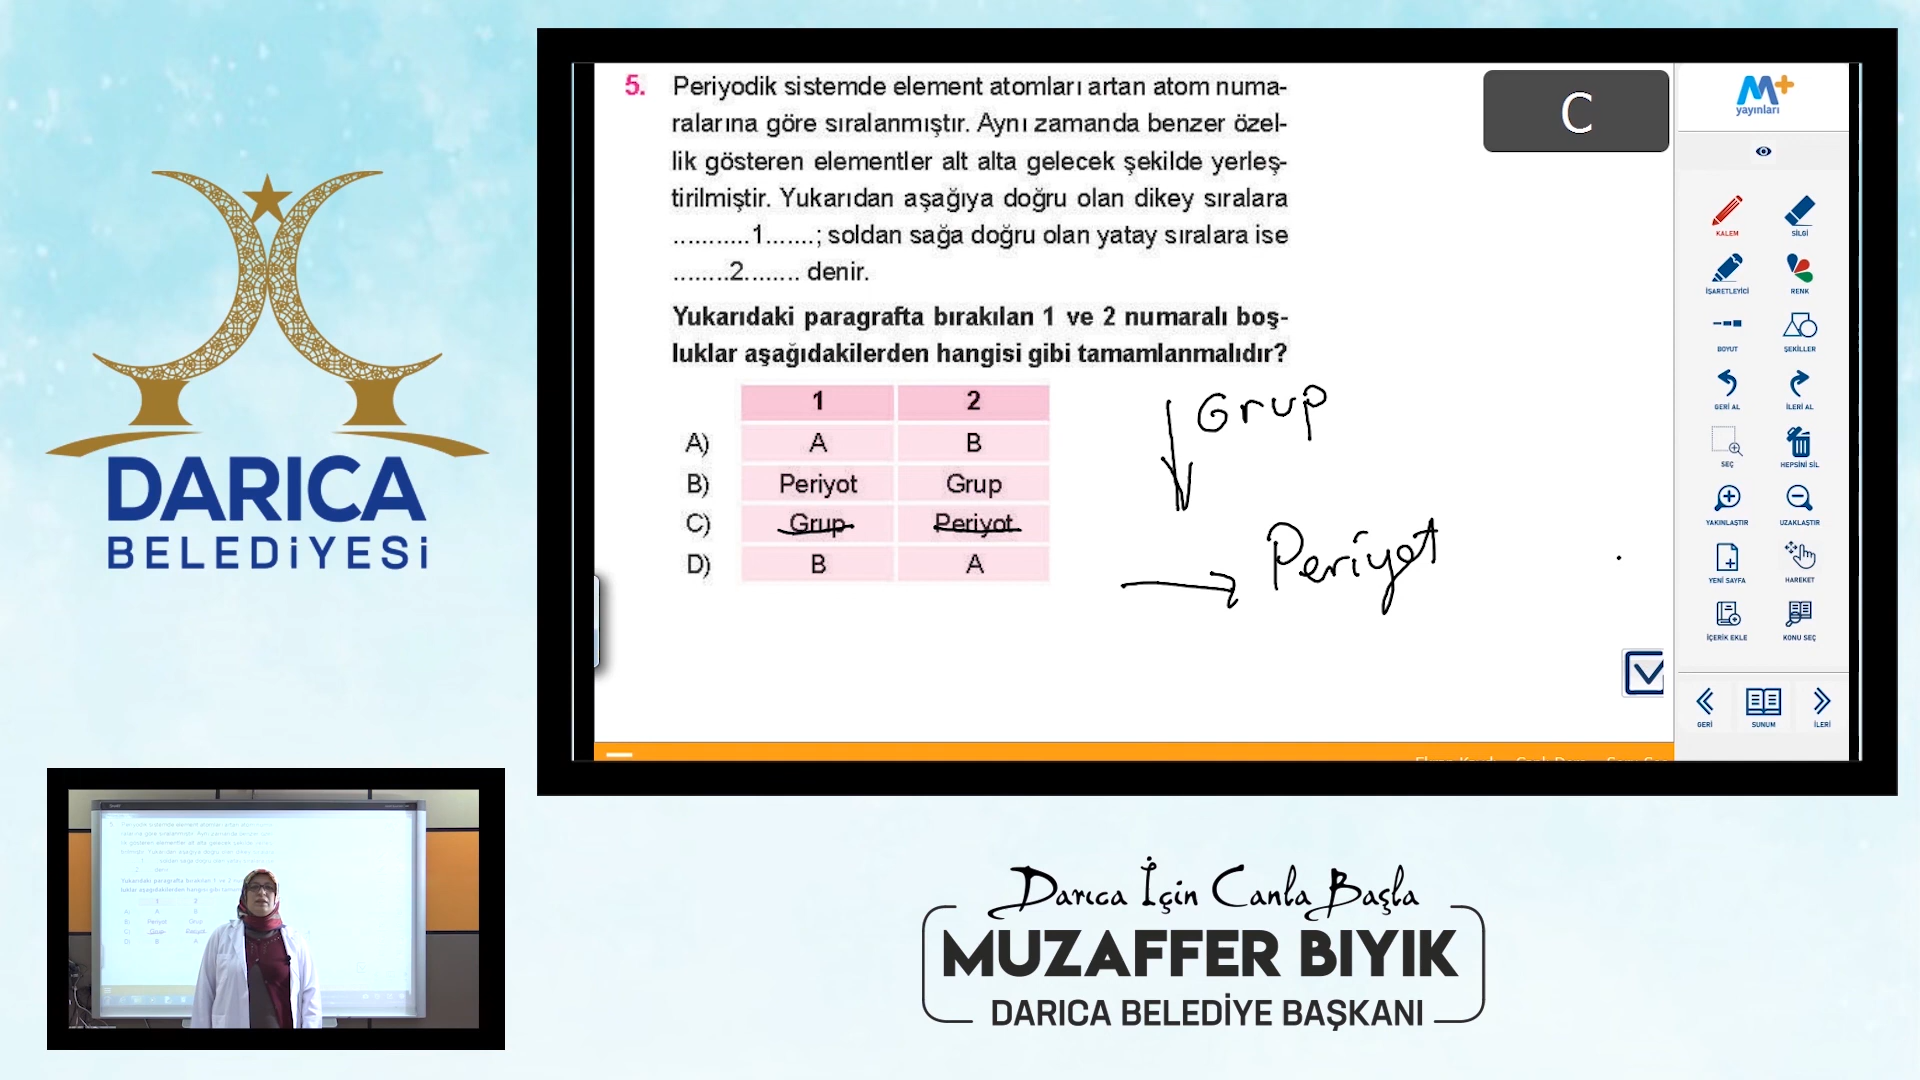 DARICA
BELEDİYESİ
5. Periyodik sistemde element atomları artan atom numa-
ralarına göre sıralanmıştır. Aynı zamanda benzer özel-
lik gösteren elementler alt alta gelecek şekilde yerleş-
tirilmiştir. Yukarıdan aşağıya doğru olan dikey sıralara
...........1.......; soldan sağa doğru olan yatay sıralara ise
........2........ denir.
Yukarıdaki paragrafta bırakılan 1 ve 2 numaralı boş-
luklar aşağıdakilerden hangisi gibi tamamlanmalıdır?
1 2
A) A B
B) Periyot Grup
C) Grup Periyot
D) B A
Grup
Periyot
C
M+
yayınları
KALEM SİLGİ
İŞARETLEYİCİ RENK
BOYUT ŞEKİLLER
GERİ AL İLERİ AL
SEÇ HEPSİNİ SİL
YAKINLAŞTIR UZAKLAŞTIR
YENİ SAYFA HAREKET
İÇERİK EKLE KONU SEÇ
GERİ SUNUM İLERİ
Darıca İçin Canla Başla
MUZAFFER BIYIK
DARICA BELEDİYE BAŞKANI